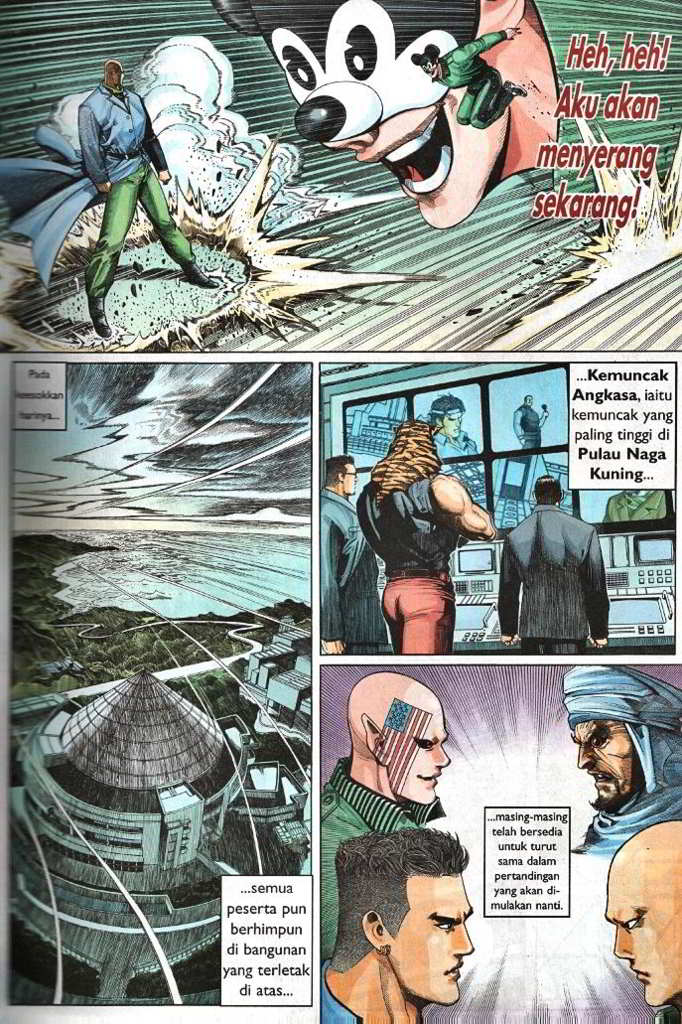 Heh, heh!
Aku akan
menyerang
sekarang!
Pada
keesokkan
harinya...
...semua
peserta pun
berhimpun
di bangunan
yang terletak
di atas...
...Kemuncak
Angkasa, iaitu
kemuncak yang
paling tinggi di
Pulau Naga
Kuning...
...masing-masing
telah bersedia
untuk turut
sama dalam
pertandingan
yang akan di-
mulakan nanti.